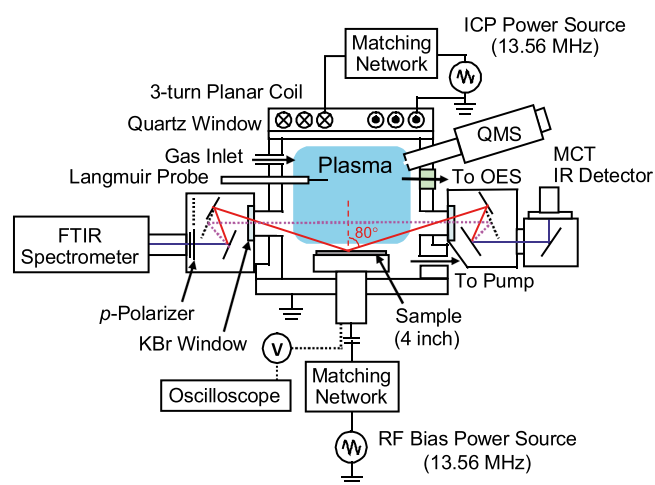 ICP Power Source
(13.56 MHz)
Matching
Network
3-turn Planar Coil
Quartz Window
QMS
Gas Inlet
Plasma
MCT
IR Detector
Langmuir Probe
To OES
80°
FTIR
Spectrometer
To Pump
p-Polarizer
Sample
(4 inch)
KBr Window
V
Oscilloscope
Matching
Network
RF Bias Power Source
(13.56 MHz)